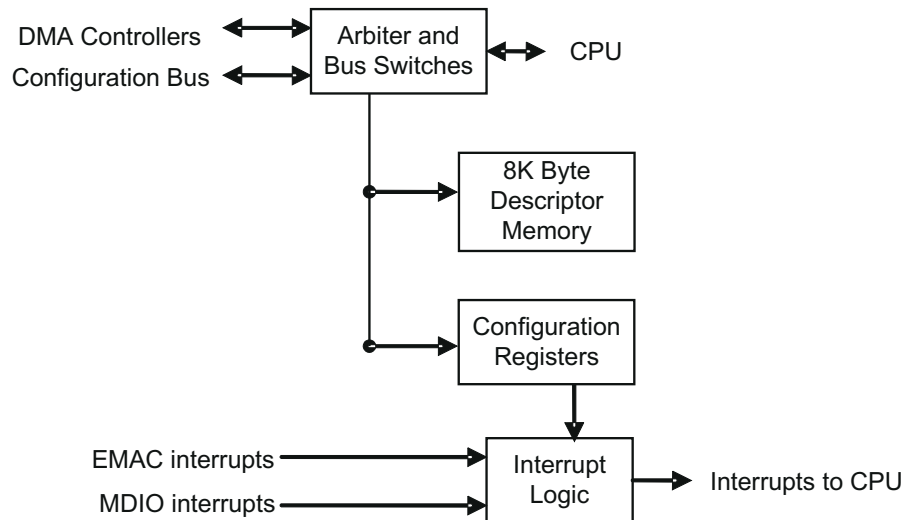 DMA Controllers
Configuration Bus
Arbiter and
Bus Switches
CPU
8K Byte
Descriptor
Memory
Configuration
Registers
EMAC interrupts
MDIO interrupts
Interrupt
Logic
Interrupts to CPU